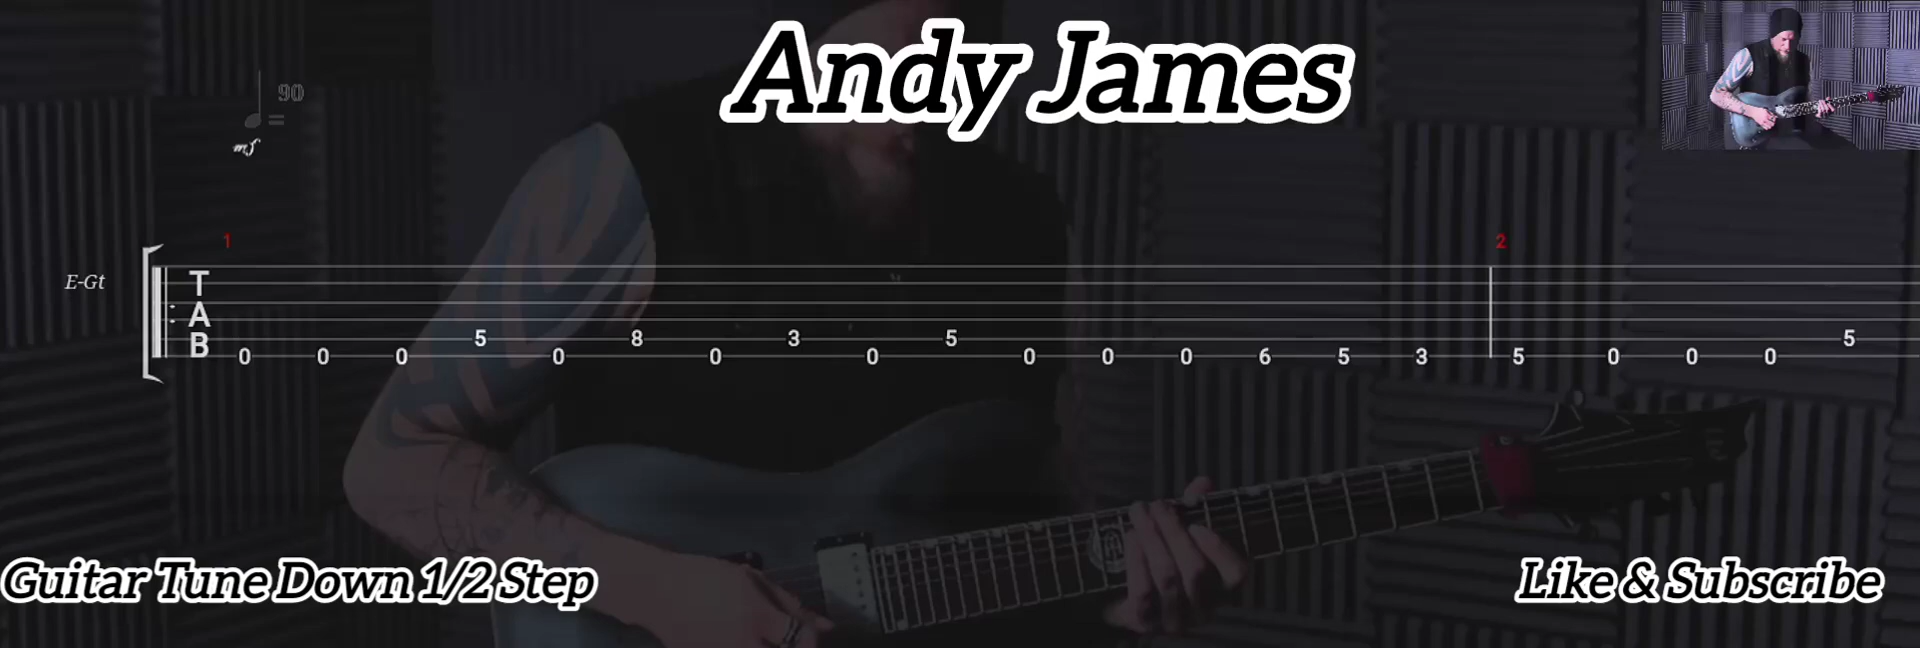 Andy James
90
=
mf
1
2
E-Gt
T
A
B
5 8 3 5 5
0 0 0 0 0 0 0 0 0 6 5 3 5 0 0 0
Guitar Tune Down 1/2 Step
Like & Subscribe